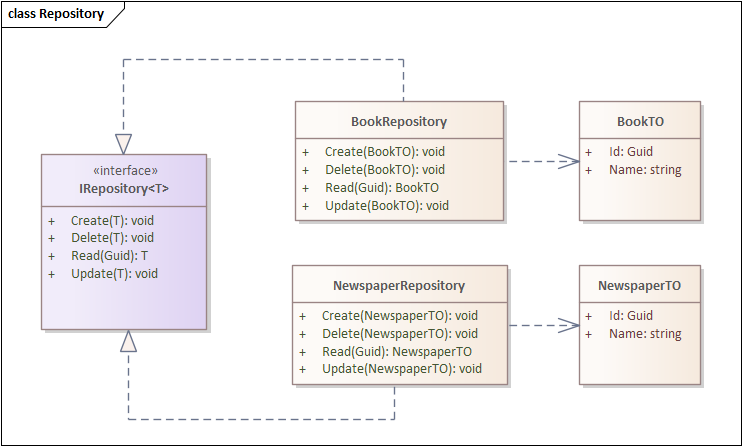 class Repository
«interface»
IRepository<T>
+ Create(T): void
+ Delete(T): void
+ Read(Guid): T
+ Update(T): void
BookRepository
+ Create(BookTO): void
+ Delete(BookTO): void
+ Read(Guid): BookTO
+ Update(BookTO): void
BookTO
+ Id: Guid
+ Name: string
NewspaperRepository
+ Create(NewspaperTO): void
+ Delete(NewspaperTO): void
+ Read(Guid): NewspaperTO
+ Update(NewspaperTO): void
NewspaperTO
+ Id: Guid
+ Name: string